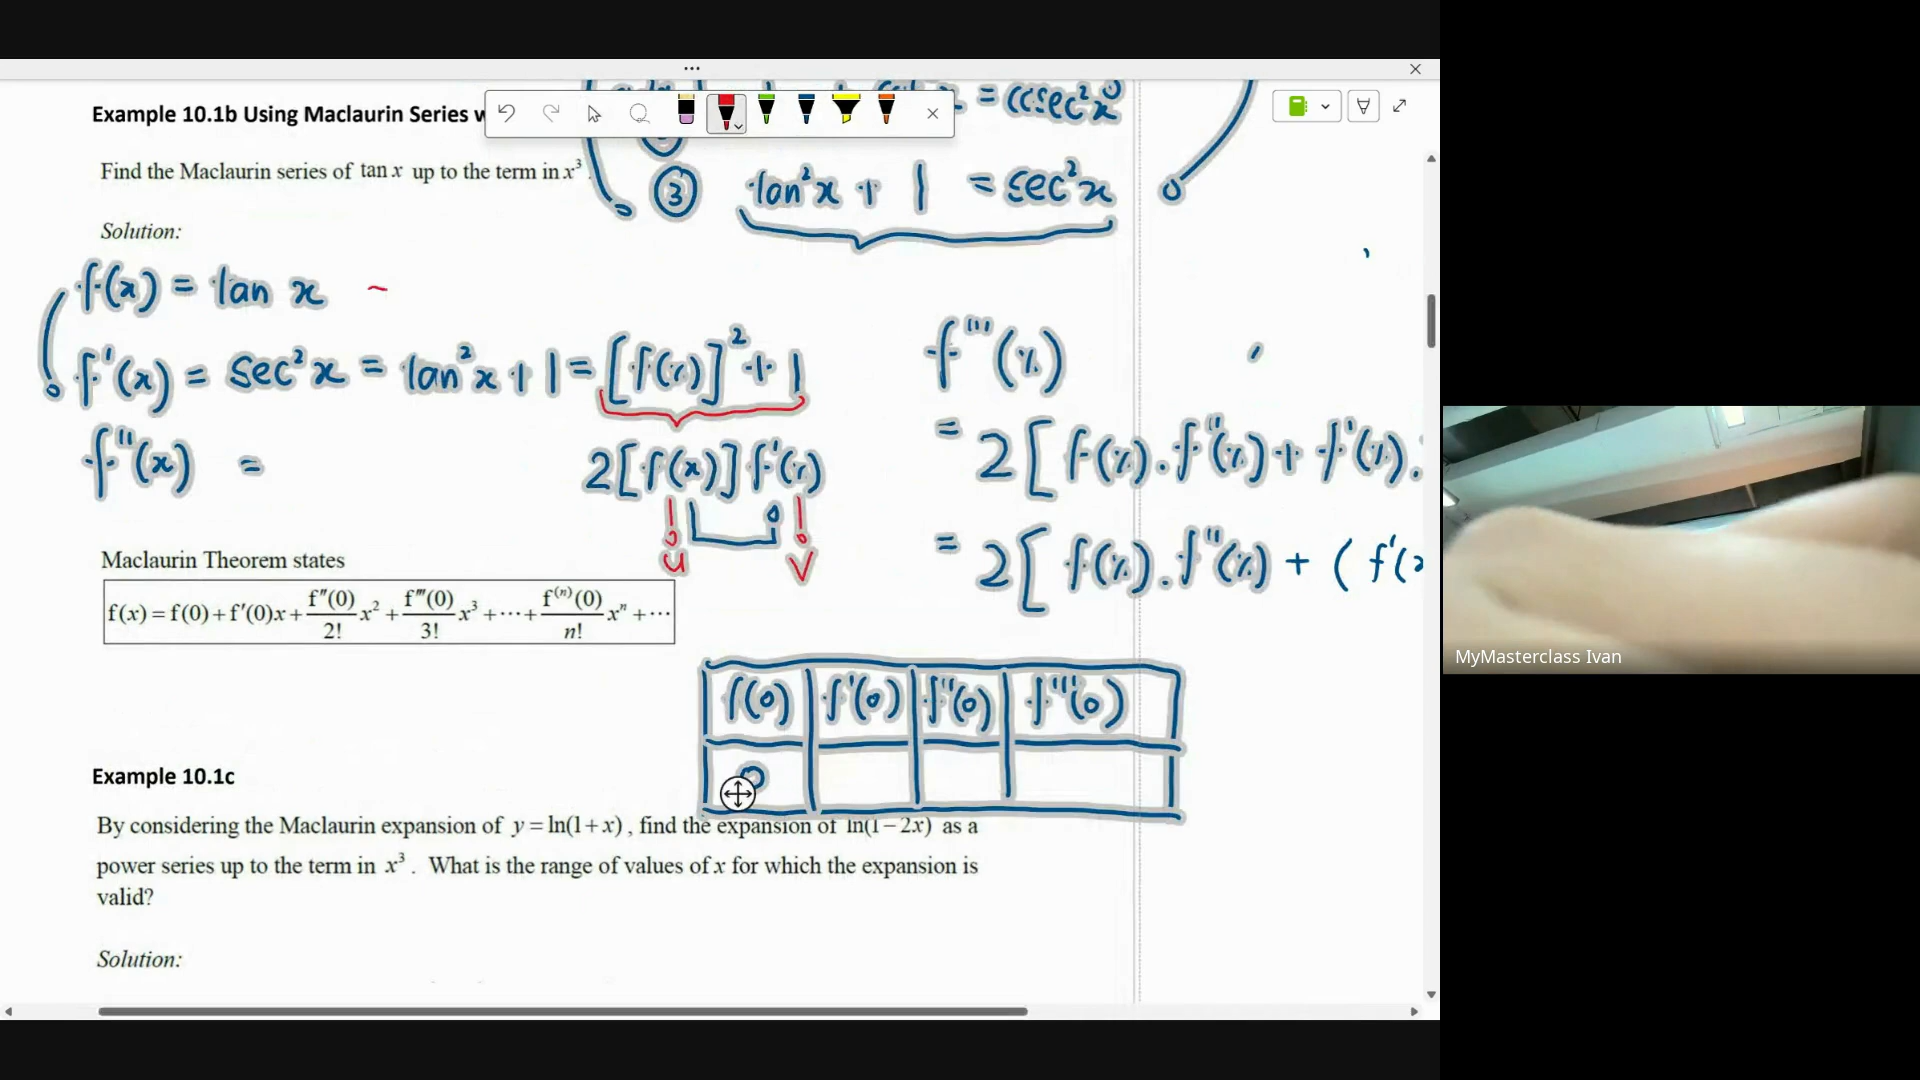 = cosec²x
Example 10.1b Using Maclaurin Series w
Find the Maclaurin series of tan x up to the term in x³
③ tan²x + 1 = sec²x
Solution:
f(x) = tan x ~
f'(x) = sec²x = tan²x + 1 = [f(x)]² + 1
f''(x) = 2[f(x)]f'(x)
u v
f'''(x)
= 2[f(x).f''(x) + f'(x).
= 2[f(x).f''(x) + (f'(x
Maclaurin Theorem states
f(x) = f(0) + f'(0)x + f''(0)/2! x² + f'''(0)/3! x³ + ⋯ + f⁽ⁿ⁾(0)/n! xⁿ + ⋯
f(0) f'(0) f''(0) f'''(0)
0
Example 10.1c
By considering the Maclaurin expansion of y = ln(1+x), find the expansion of ln(1−2x) as a
power series up to the term in x³. What is the range of values of x for which the expansion is
valid?
Solution:
MyMasterclass Ivan